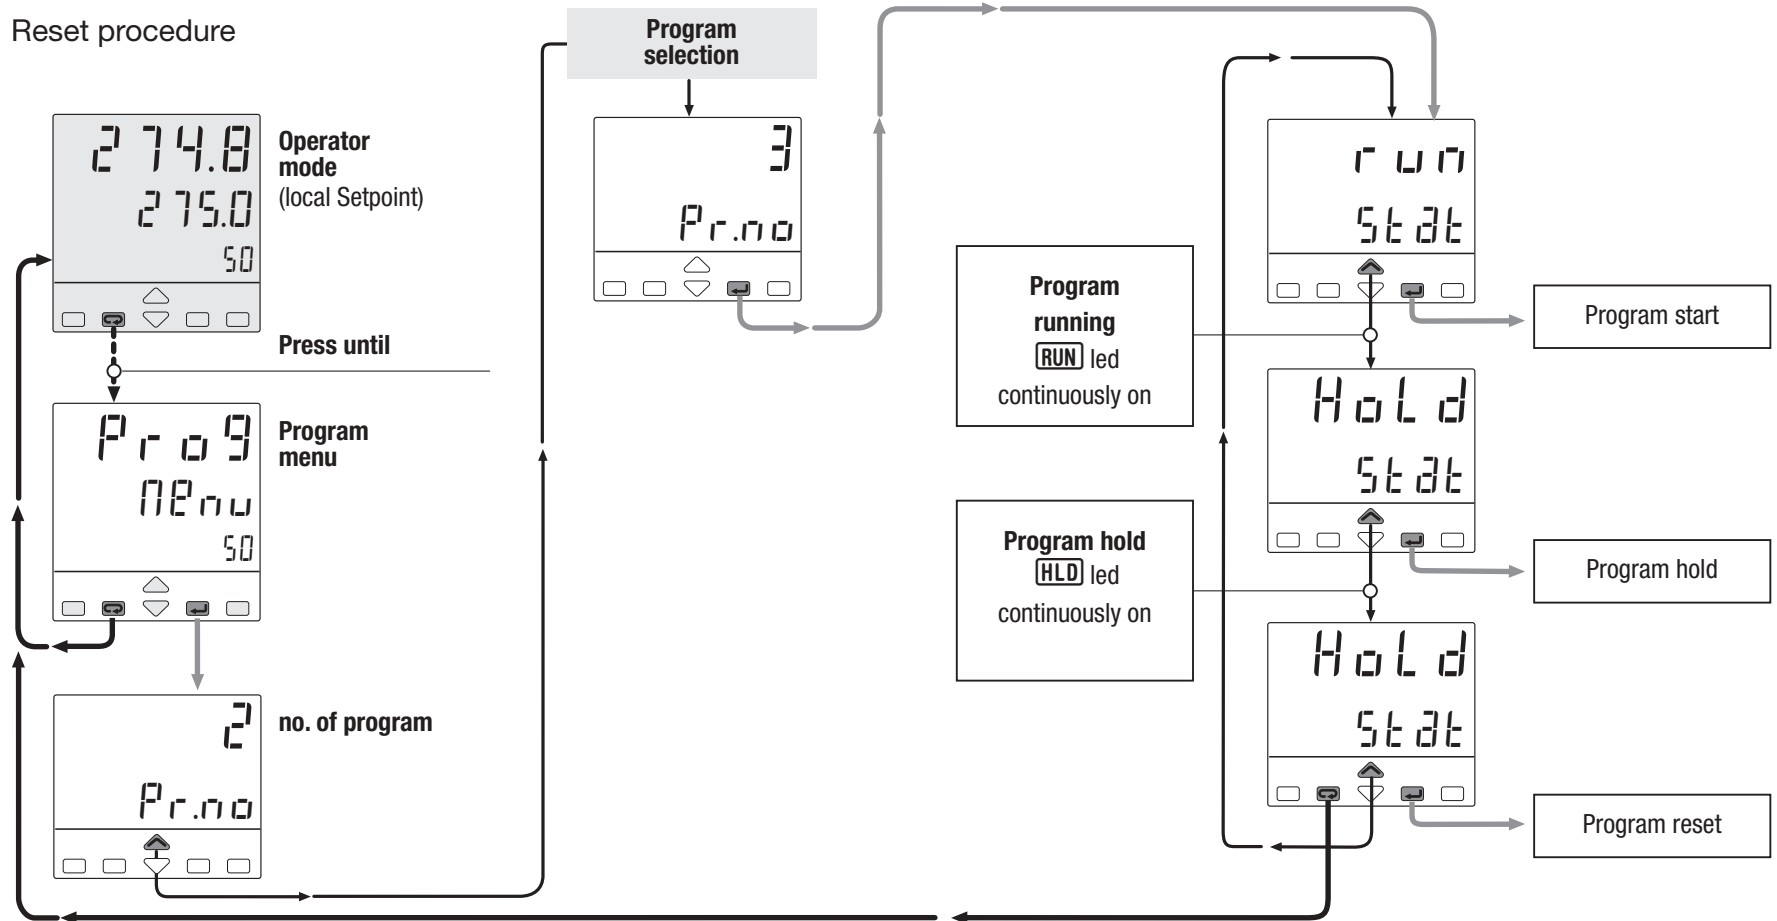 Reset procedure
274.8
275.0
50
Operator
mode
(local Setpoint)
Press until
Prog
MEnu
50
Program
menu
2
Pr.no
no. of program
Program
selection
3
Pr.no
Program
running
RUN led
continuously on
Program hold
HLD led
continuously on
run
Stat
Program start
HoLd
Stat
Program hold
HoLd
Stat
Program reset